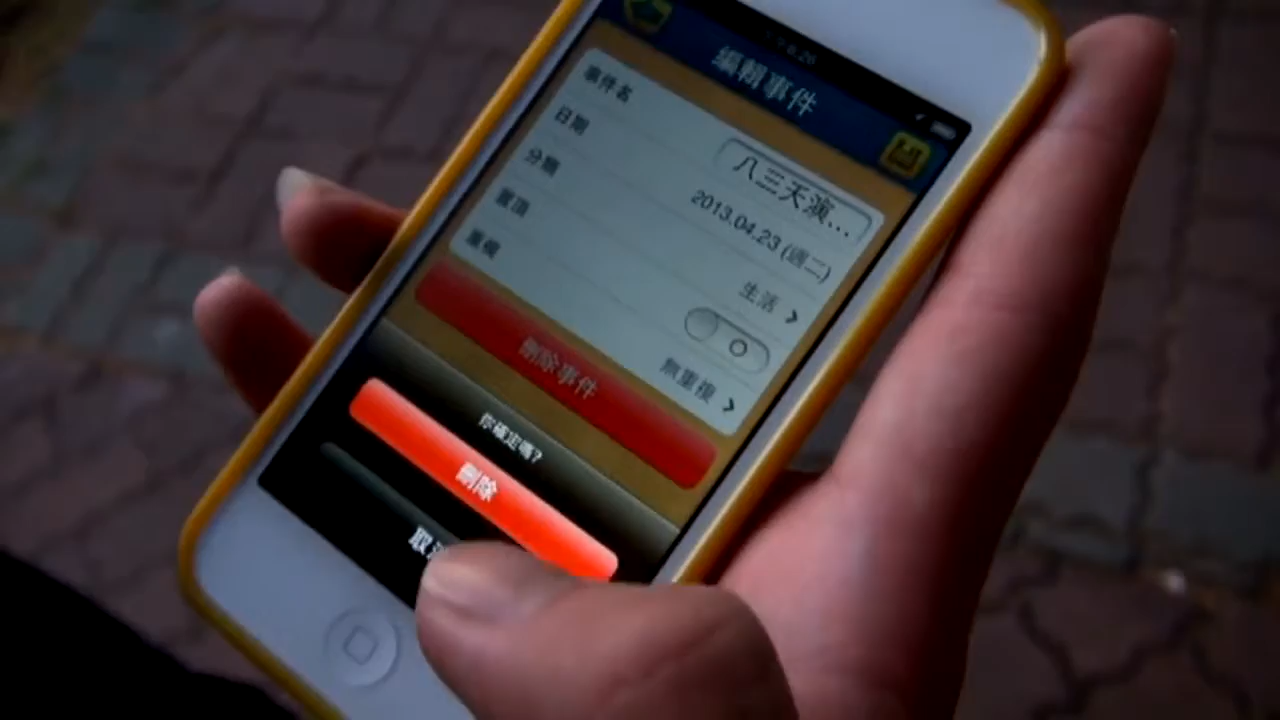 編輯事件
事件名
八三天演...
日期
2013.04.23 (週二)
分類
生活
置頂
重複
無重複
刪除事件
你確定嗎?
刪除
取消